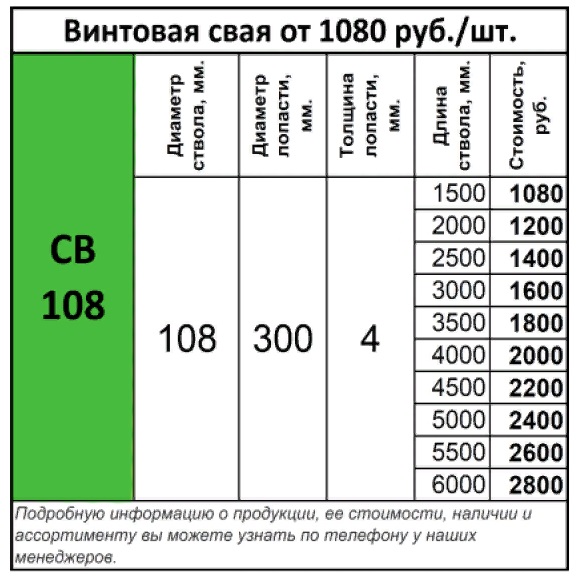 Винтовая свая от 1080 руб./шт.
СВ
108
Диаметр
ствола, мм.
Диаметр
лопасти,
мм.
Толщина
лопасти,
мм.
Длина
ствола, мм.
Стоимость,
руб.
108
300
4
1500 1080
2000 1200
2500 1400
3000 1600
3500 1800
4000 2000
4500 2200
5000 2400
5500 2600
6000 2800
Подробную информацию о продукции, ее стоимости, наличии и
ассортименту вы можете узнать по телефону у наших
менеджеров.